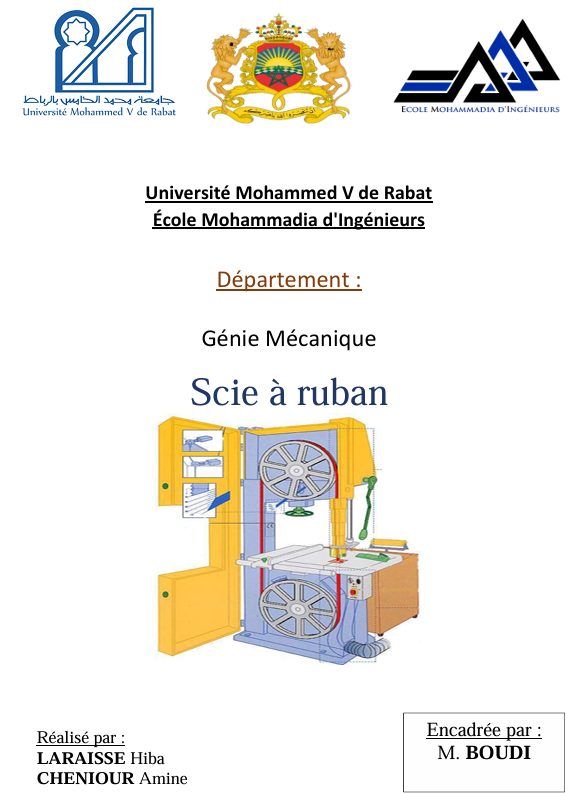 جامعة محمد الخامس بالرباط
Université Mohammed V de Rabat
ECOLE MOHAMMADIA D'INGÉNIEURS
Université Mohammed V de Rabat
École Mohammadia d'Ingénieurs
Département :
Génie Mécanique
Scie à ruban
Réalisé par :
LARAISSE Hiba
CHENIOUR Amine
Encadrée par :
M. BOUDI